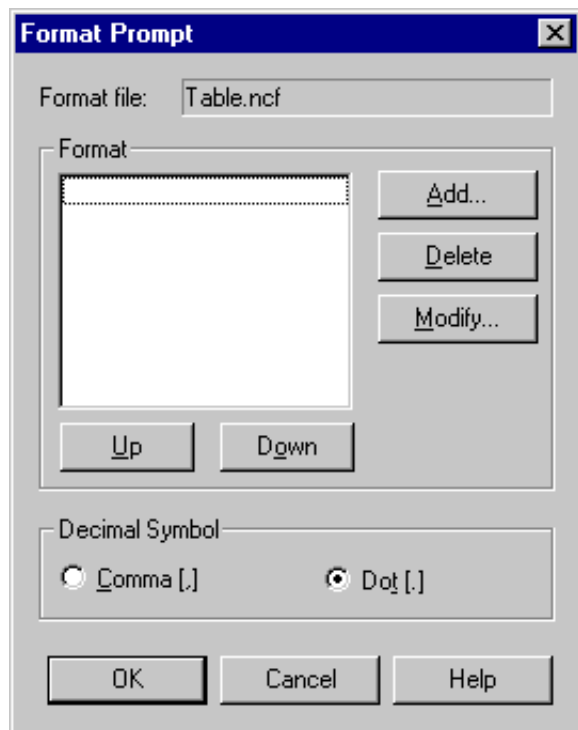 Format Prompt
Format file: Table.ncf
Format
Add...
Delete
Modify...
Up Down
Decimal Symbol
Comma [,] Dot [.]
OK Cancel Help